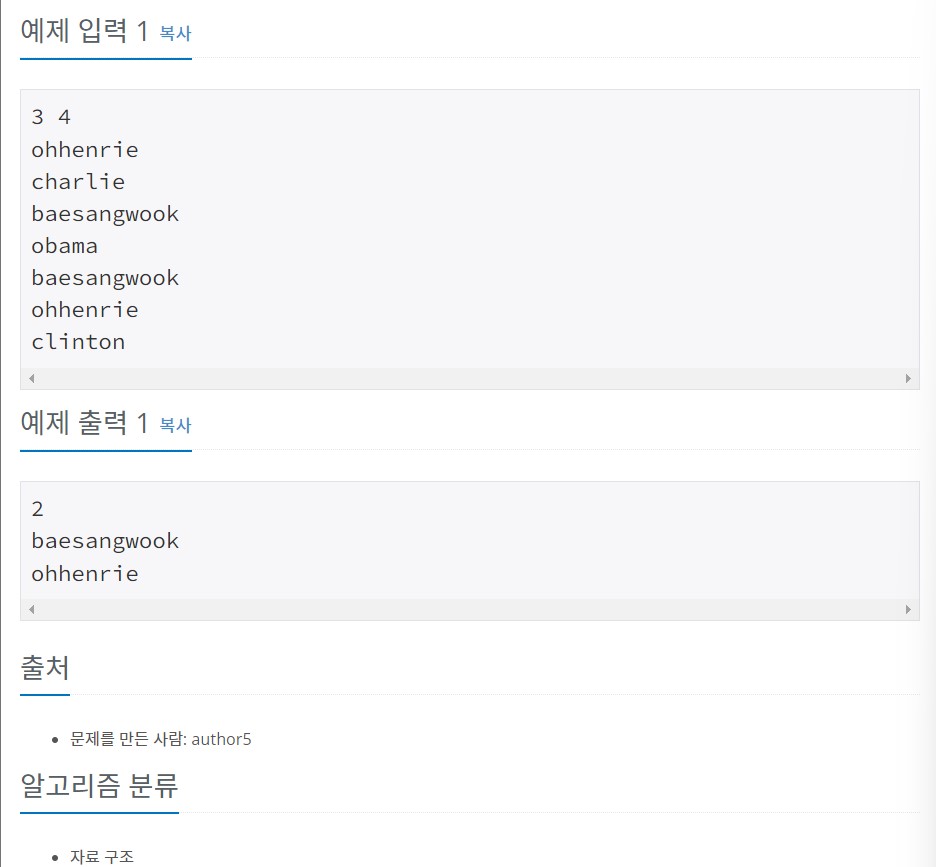 예제 입력 1 복사
3 4
ohhenrie
charlie
baesangwook
obama
baesangwook
ohhenrie
clinton
예제 출력 1 복사
2
baesangwook
ohhenrie
출처
문제를 만든 사람: author5
알고리즘 분류
자료 구조